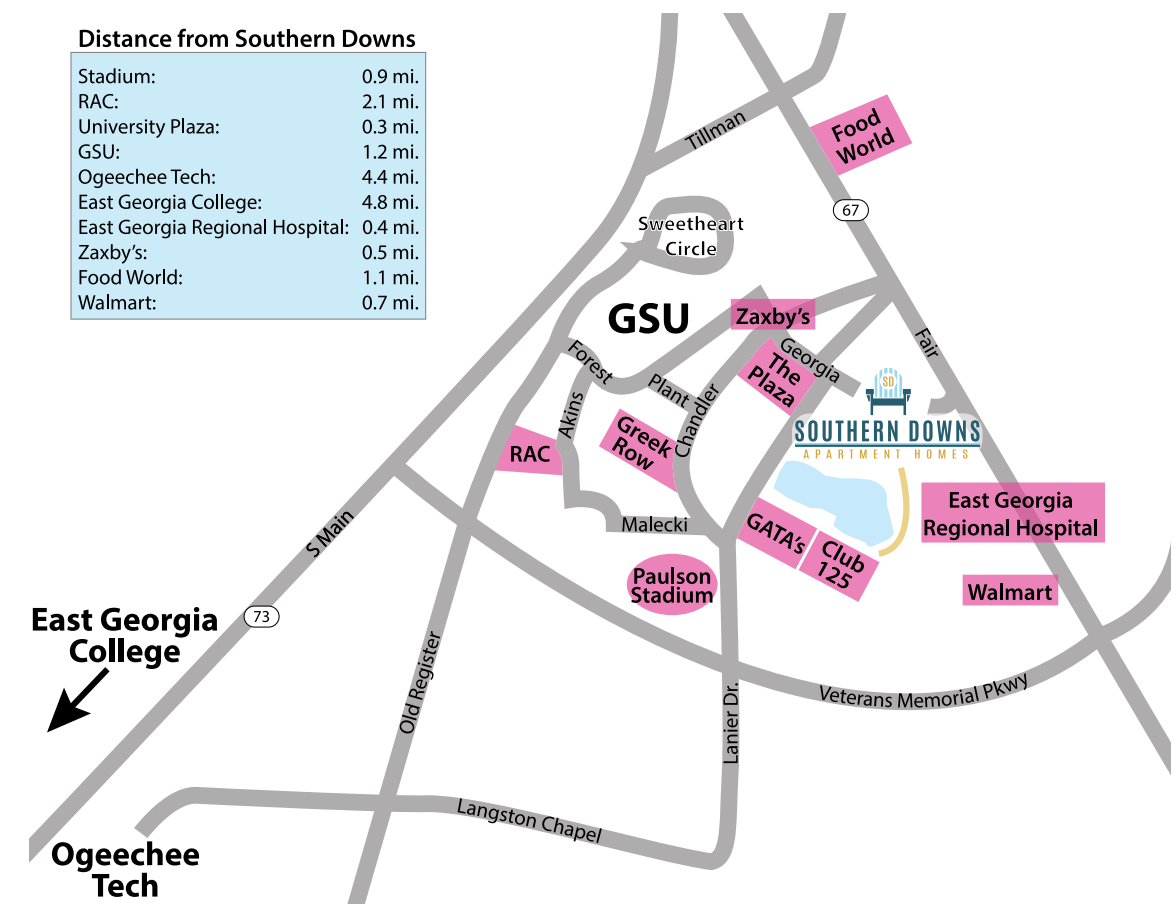 Distance from Southern Downs
Stadium: 0.9 mi.
RAC: 2.1 mi.
University Plaza: 0.3 mi.
GSU: 1.2 mi.
Ogeechee Tech: 4.4 mi.
East Georgia College: 4.8 mi.
East Georgia Regional Hospital: 0.4 mi.
Zaxby's: 0.5 mi.
Food World: 1.1 mi.
Walmart: 0.7 mi.
Tillman
Food
World
67
Sweetheart
Circle
GSU
Zaxby's
Georgia
Fair
The
Plaza
Forest
Plant
Chandler
Akins
Greek
Row
RAC
SD
SOUTHERN DOWNS
APARTMENT HOMES
East Georgia
Regional Hospital
GATA's
Club
125
Malecki
S Main
Paulson
Stadium
Walmart
73
East Georgia
College
Old Register
Lanier Dr.
Veterans Memorial Pkwy
Langston Chapel
Ogeechee
Tech